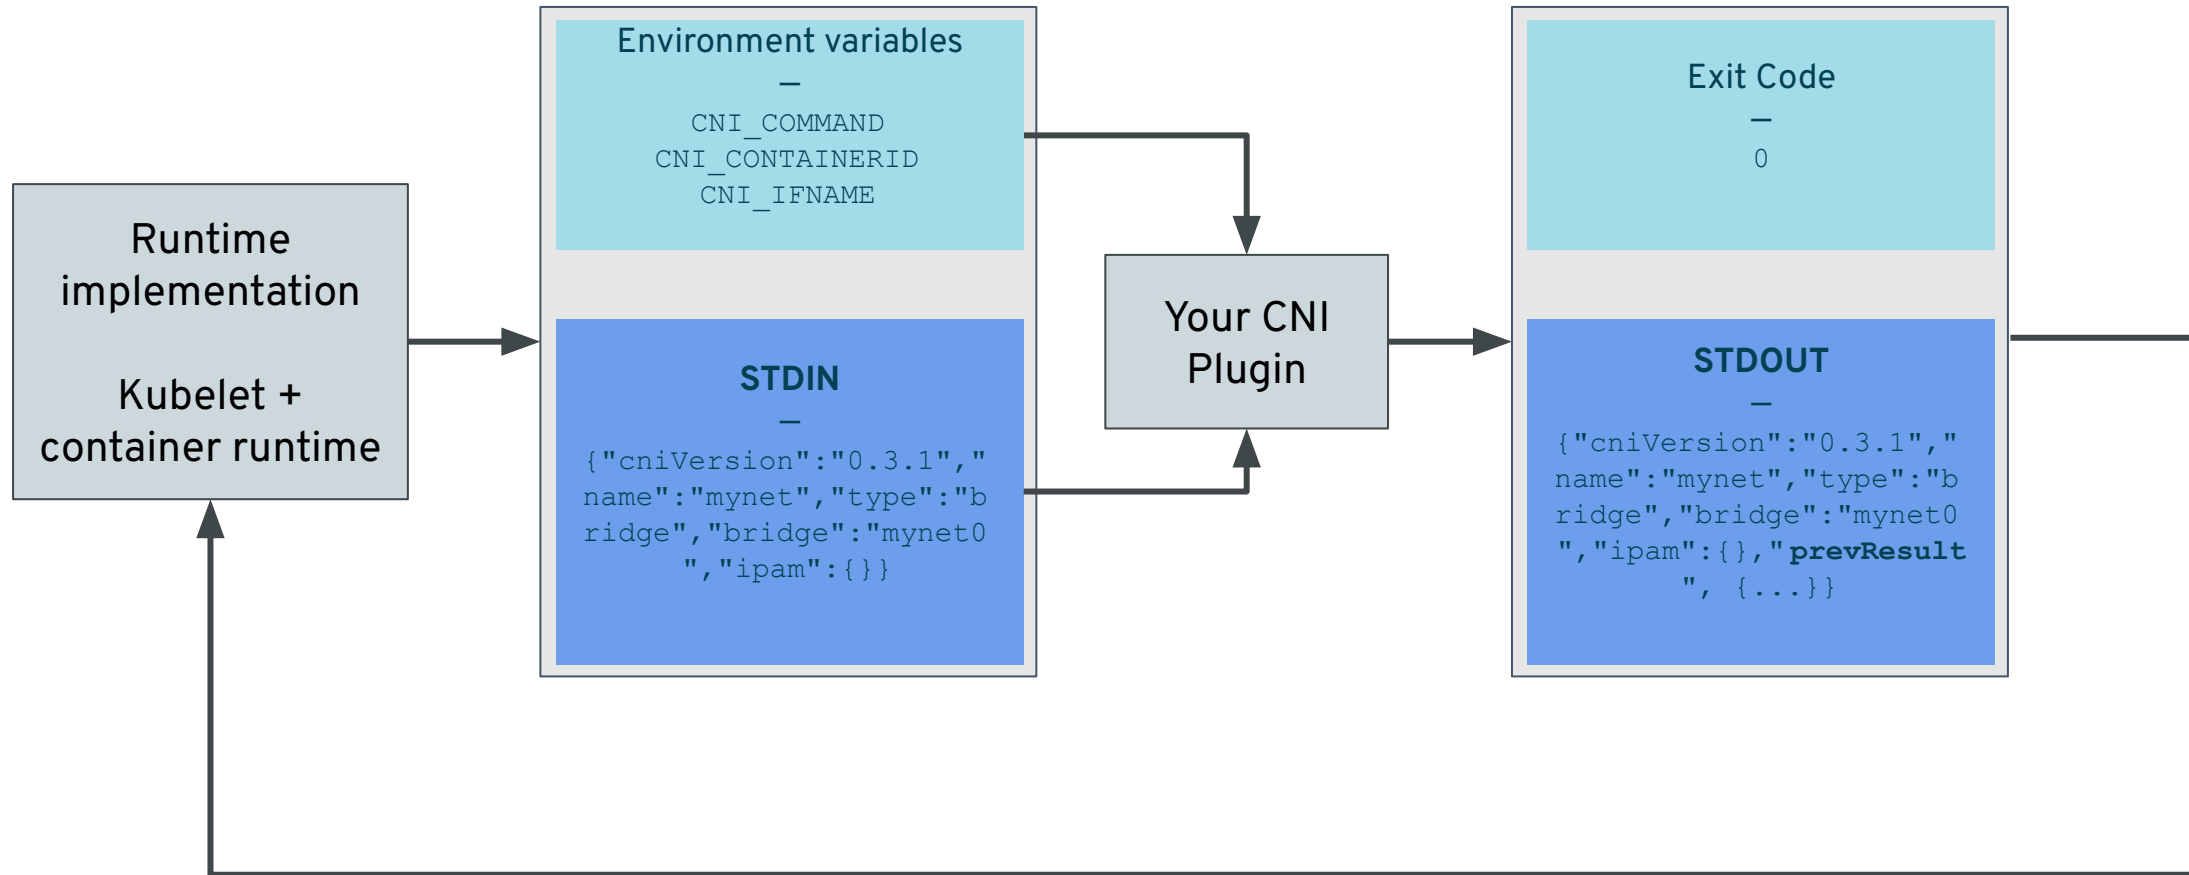 Runtime
implementation
Kubelet +
container runtime
Environment variables
—
CNI_COMMAND
CNI_CONTAINERID
CNI_IFNAME
STDIN
—
{"cniVersion":"0.3.1","
name":"mynet","type":"b
ridge","bridge":"mynet0
","ipam":{}}
Your CNI
Plugin
Exit Code
—
0
STDOUT
—
{"cniVersion":"0.3.1","
name":"mynet","type":"b
ridge","bridge":"mynet0
","ipam":{},"prevResult
", {...}}